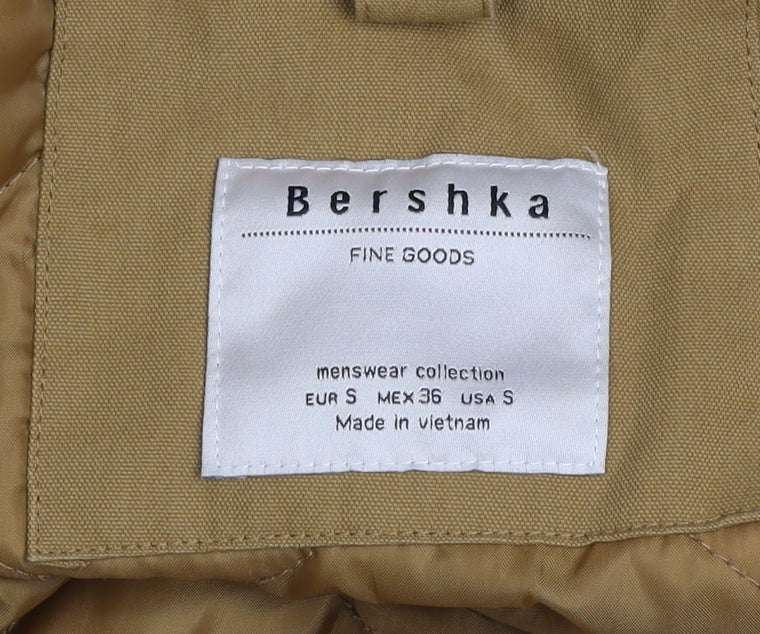 Bershka
FINE GOODS
menswear collection
EUR S MEX 36 USA S
Made in vietnam